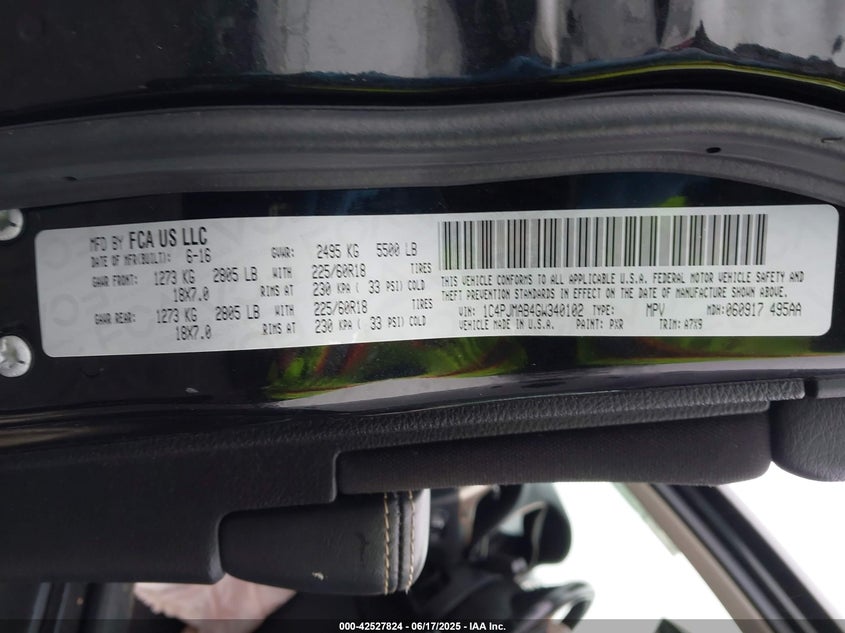 MFD BY FCA US LLC
DATE OF MFR(BUILT): 6-16 GVWR: 2495 KG 5500 LB
GAWR FRONT: 1273 KG 2805 LB WITH 225/60R18 TIRES
18X7.0 RIMS AT 230 KPA ( 33 PSI) COLD
GAWR REAR: 1273 KG 2805 LB WITH 225/60R18 TIRES
18X7.0 RIMS AT 230 KPA ( 33 PSI) COLD
THIS VEHICLE CONFORMS TO ALL APPLICABLE U.S.A. FEDERAL MOTOR VEHICLE SAFETY AND
THEFT PREVENTION STANDARDS IN EFFECT ON THE DATE OF MANUFACTURE SHOWN ABOVE.
VIN: 1C4PJMAB4GW340102 TYPE: MPV MDH: 060917 495AA
VEHICLE MADE IN U.S.A. PAINT: PXR TRIM: A7X9
000-42527824 | 06/17/2025 | IAA Inc.